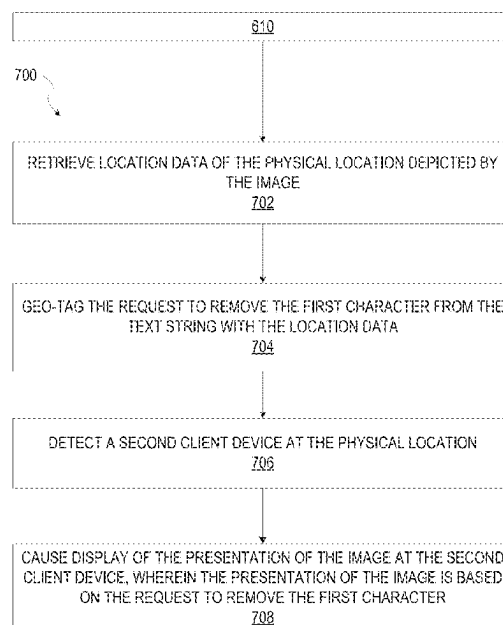 610
700
RETRIEVE LOCATION DATA OF THE PHYSICAL LOCATION DEPICTED BY
THE IMAGE
702
GEO-TAG THE REQUEST TO REMOVE THE FIRST CHARACTER FROM THE
TEXT STRING WITH THE LOCATION DATA
704
DETECT A SECOND CLIENT DEVICE AT THE PHYSICAL LOCATION
706
CAUSE DISPLAY OF THE PRESENTATION OF THE IMAGE AT THE SECOND
CLIENT DEVICE, WHEREIN THE PRESENTATION OF THE IMAGE IS BASED
ON THE REQUEST TO REMOVE THE FIRST CHARACTER
708